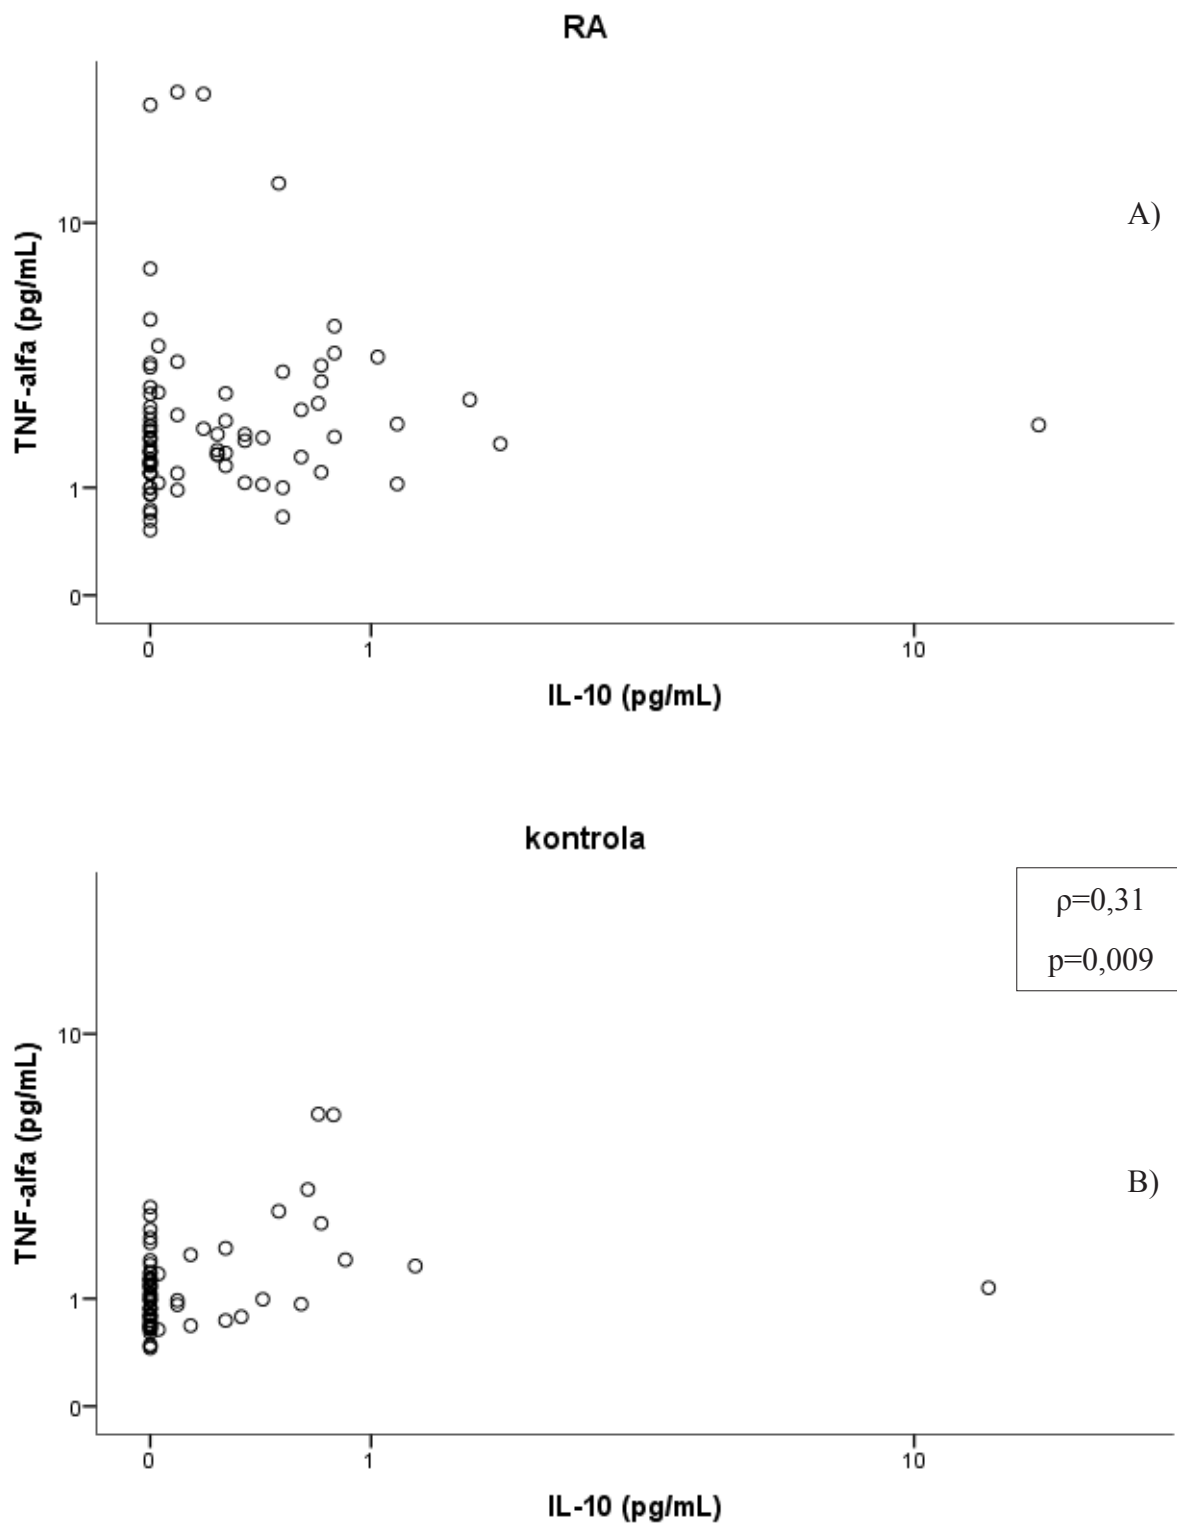 RA
A)
TNF-alfa (pg/mL)
10
1
0
0
1
10
IL-10 (pg/mL)
kontrola
ρ=0,31
p=0,009
B)
TNF-alfa (pg/mL)
10
1
0
0
1
10
IL-10 (pg/mL)